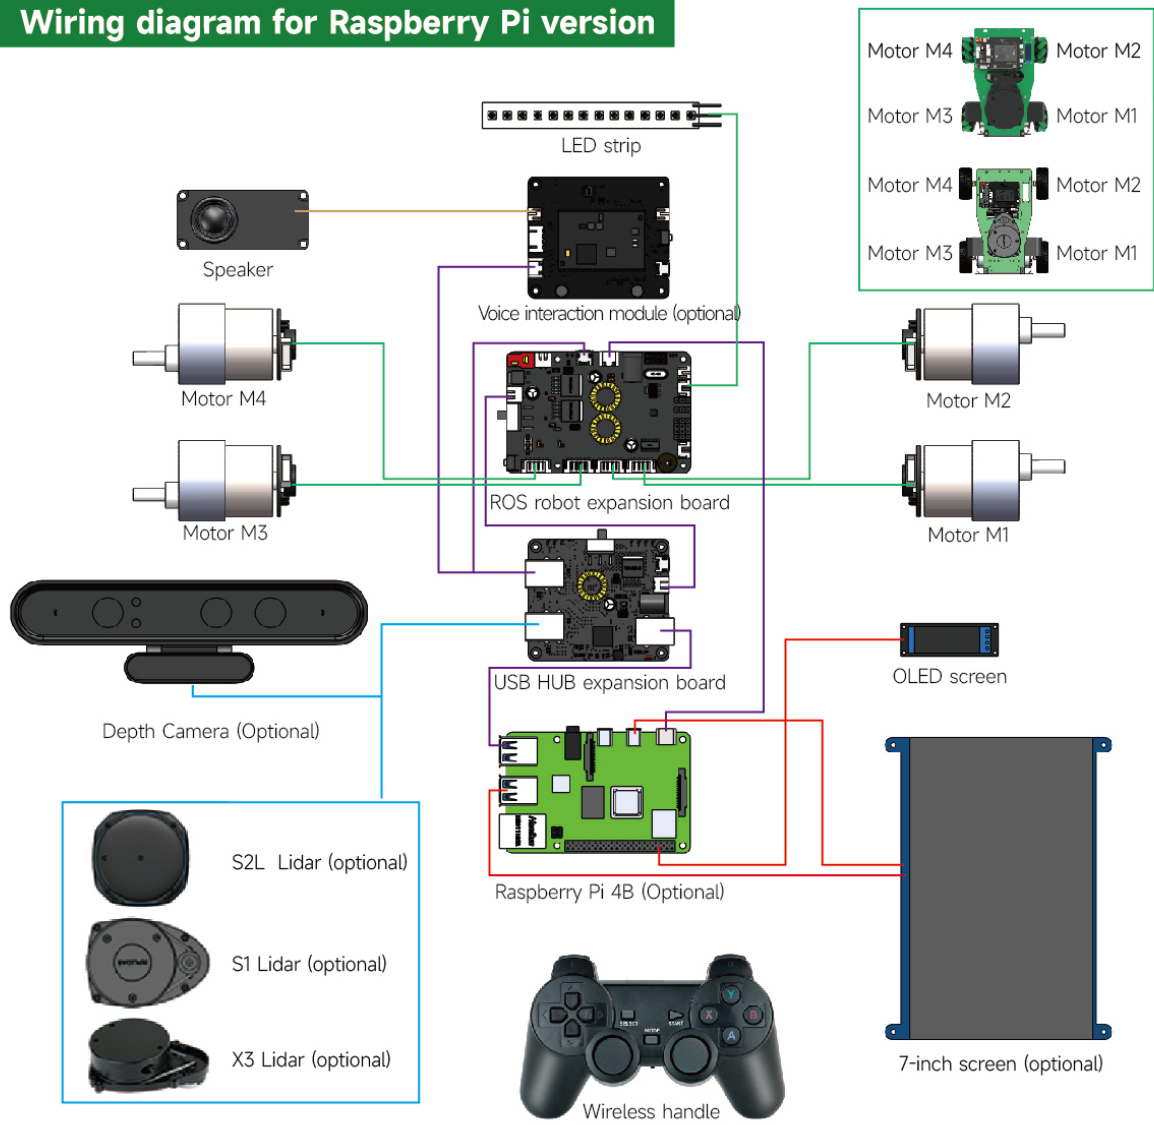 Wiring diagram for Raspberry Pi version
Motor M4
Motor M2
Motor M3
Motor M1
Motor M4
Motor M2
Motor M3
Motor M1
LED strip
Speaker
Voice interaction module (optional)
Motor M4
Motor M2
ROS robot expansion board
Motor M3
Motor M1
USB HUB expansion board
OLED screen
Depth Camera (Optional)
Raspberry Pi 4B (Optional)
S2L Lidar (optional)
S1 Lidar (optional)
X3 Lidar (optional)
SELECT
START
MODE
Y
X
B
A
7-inch screen (optional)
Wireless handle